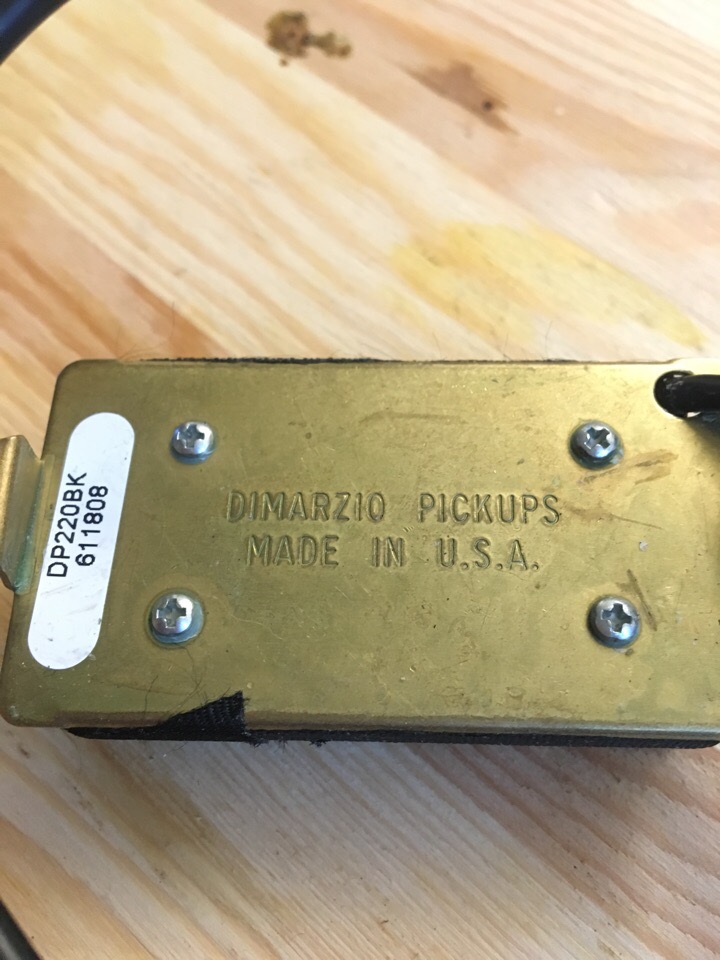 DP220BK
611808
DIMARZIO PICKUPS
MADE IN U.S.A.